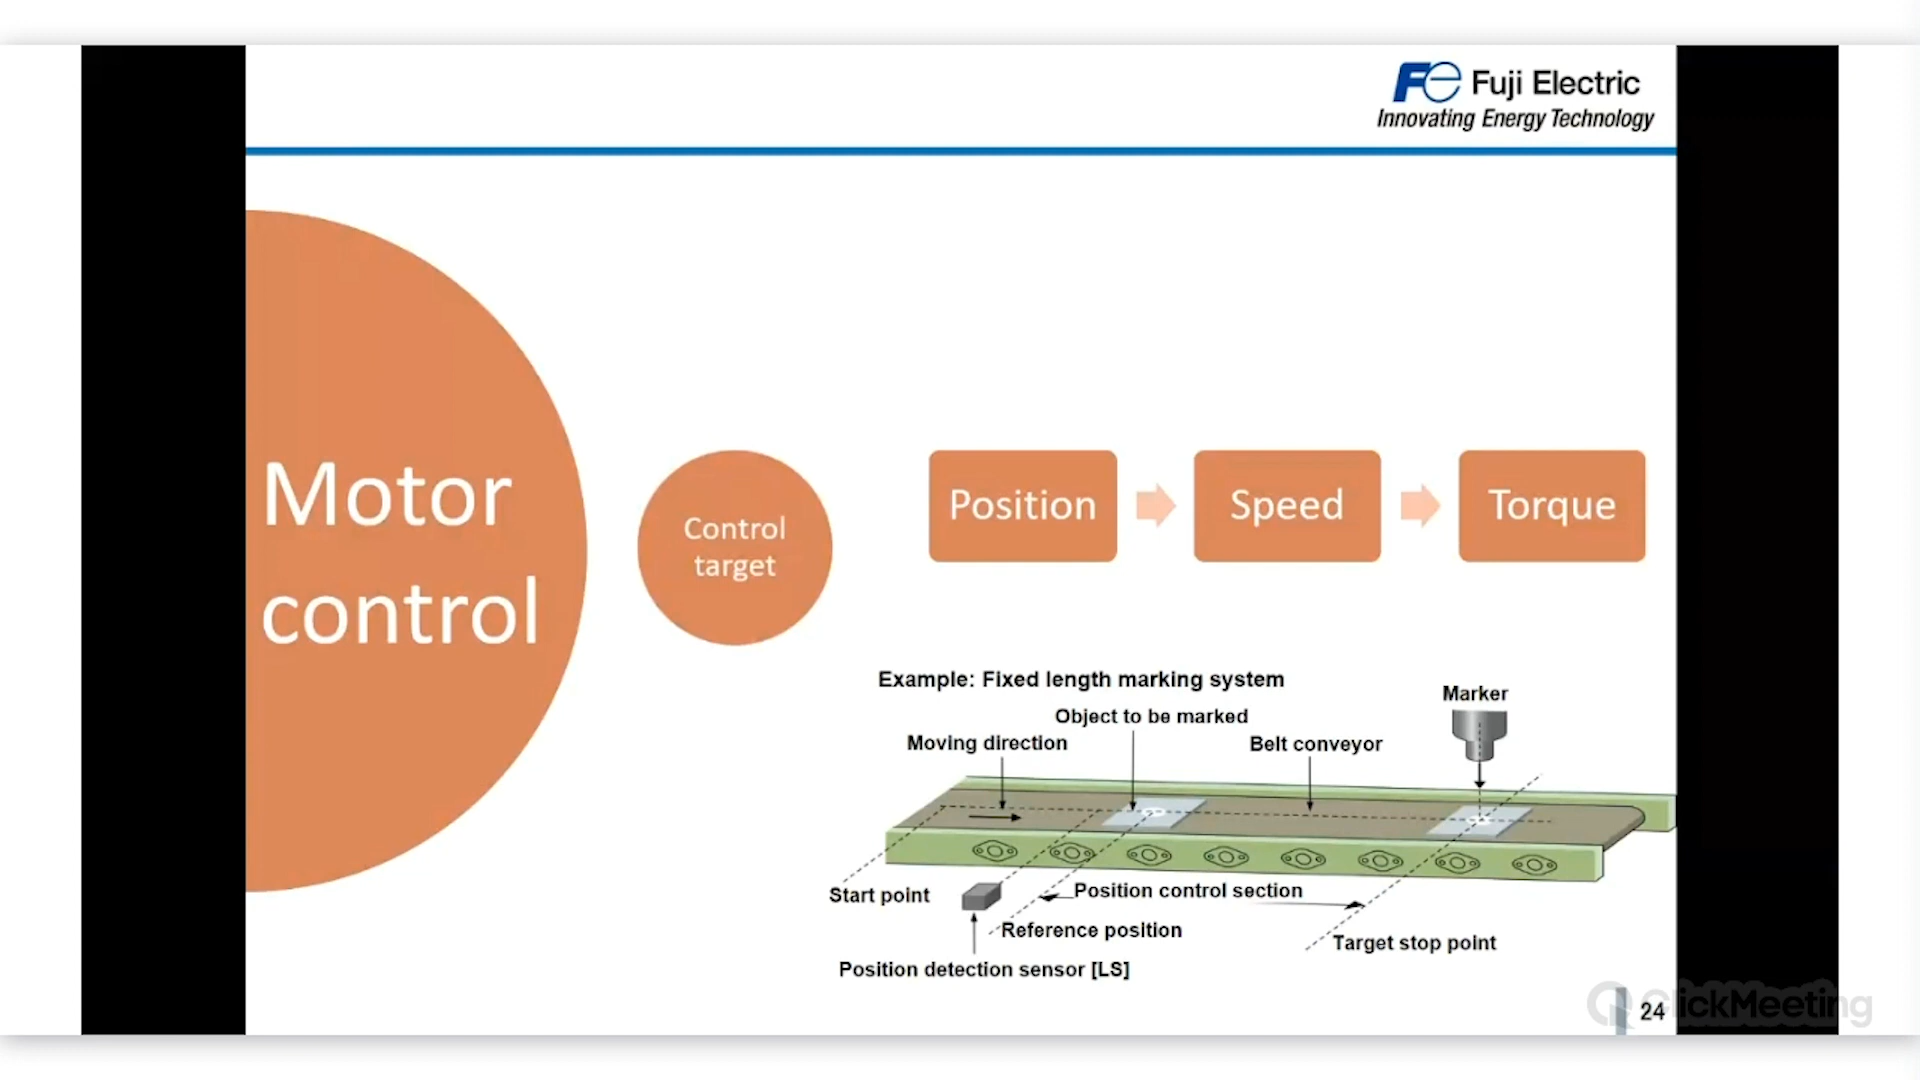 Fuji Electric
Innovating Energy Technology
Motor
control
Control
target
Position
Speed
Torque
Example: Fixed length marking system
Marker
Object to be marked
Moving direction
Belt conveyor
Start point
Position control section
Reference position
Target stop point
Position detection sensor [LS]
24
ClickMeeting